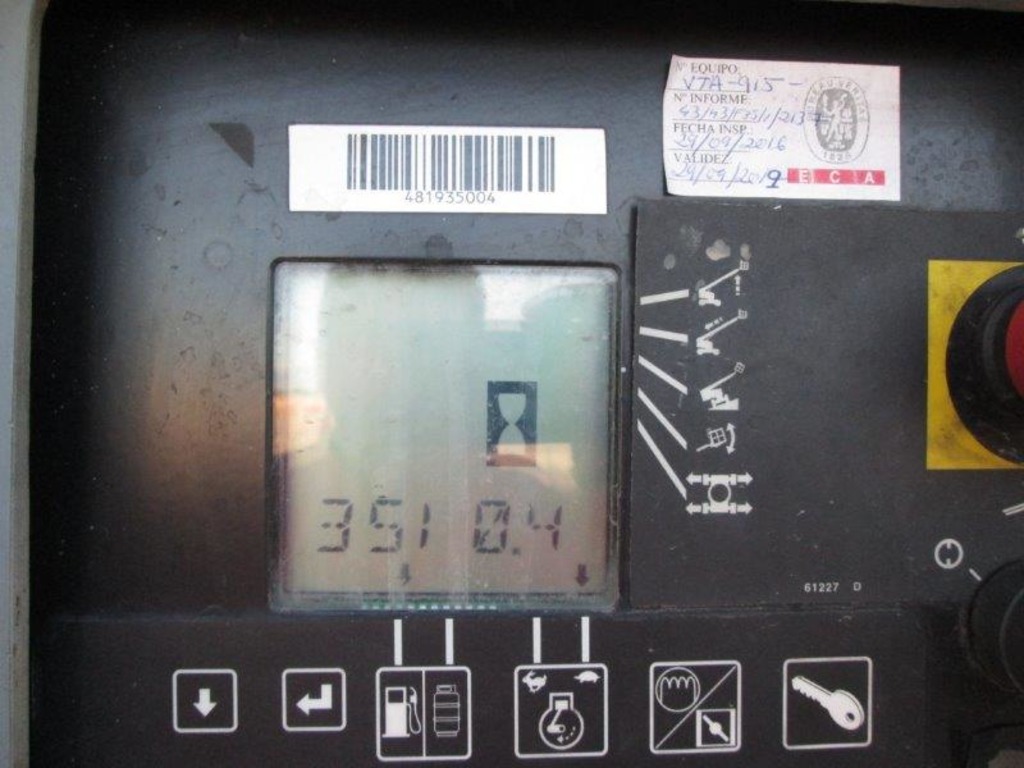 Nº EQUIPO:
VTA-915-
Nº INFORME:
FECHA INSP.:
29/09/2016
VALIDEZ:
29/09/2019
E C A
1828
481935004
3510.4
61227 D